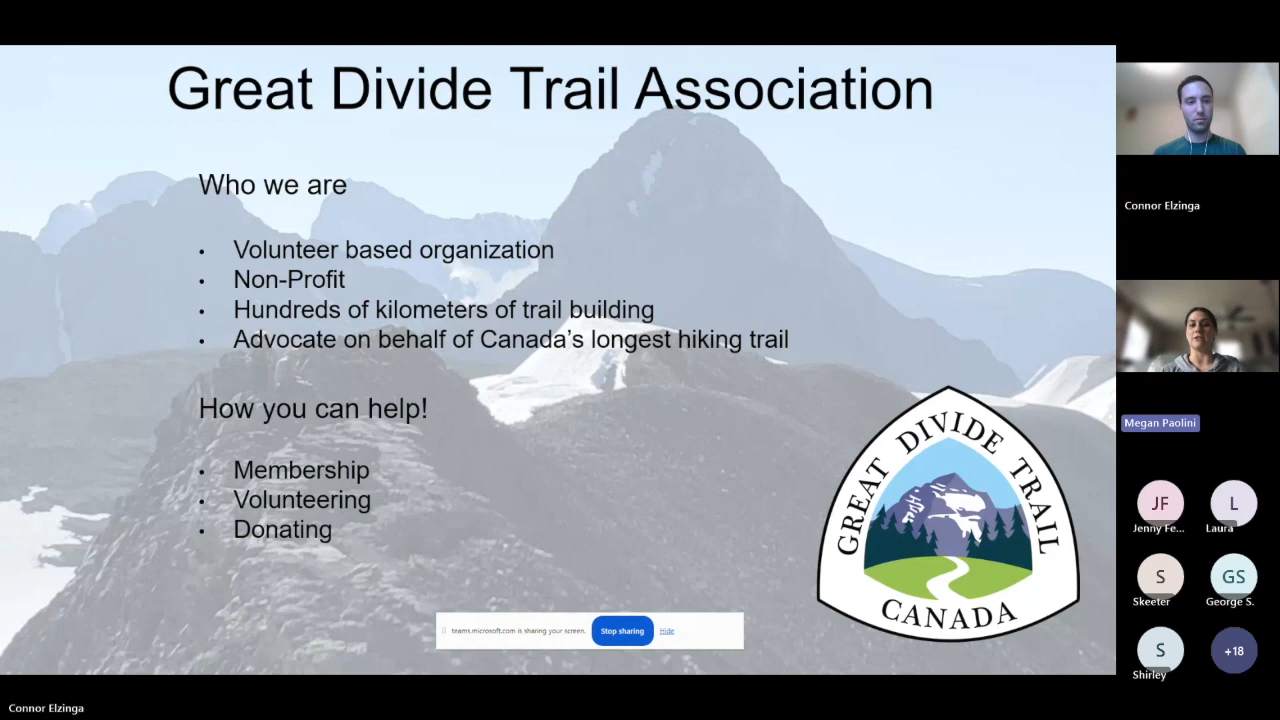 Great Divide Trail Association
Who we are
• Volunteer based organization
• Non-Profit
• Hundreds of kilometers of trail building
• Advocate on behalf of Canada’s longest hiking trail
How you can help!
• Membership
• Volunteering
• Donating
GREAT DIVIDE TRAIL
CANADA
teams.microsoft.com is sharing your screen. Stop sharing Hide
Connor Elzinga
Megan Paolini
JF L
Jenny Fe... Laura
S GS
Skeeter George S.
S +18
Shirley
Connor Elzinga